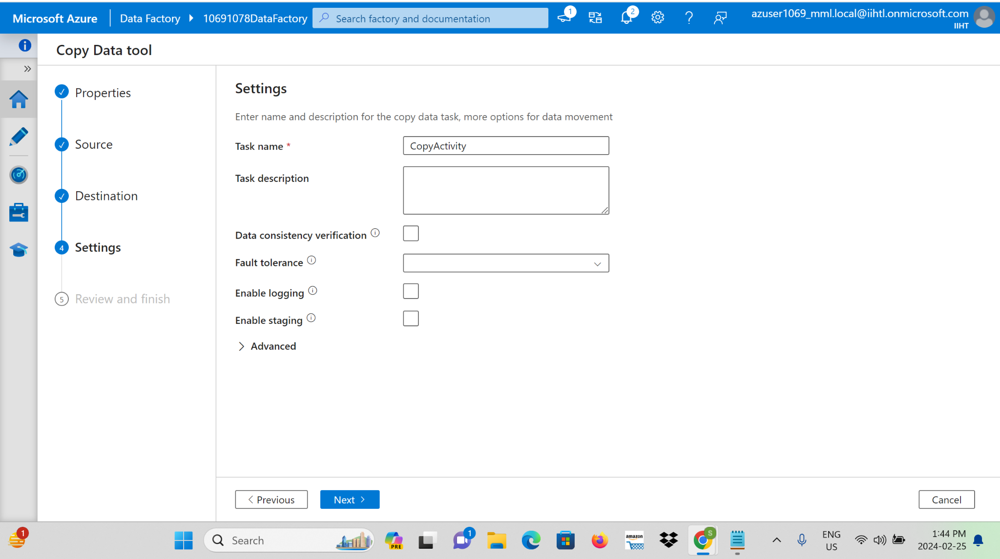 Microsoft Azure
Data Factory
10691078DataFactory
Search factory and documentation
1
2
azuser1069_mml.local@iihtl.onmicrosoft.com
IIHT
Copy Data tool
Properties
Source
Destination
4 Settings
5 Review and finish
Settings
Enter name and description for the copy data task, more options for data movement
Task name * CopyActivity
Task description
Data consistency verification
Fault tolerance
Enable logging
Enable staging
Advanced
Previous
Next
Cancel
1
Search
PRE
1
amazon
S
ENG
US
1:44 PM
2024-02-25